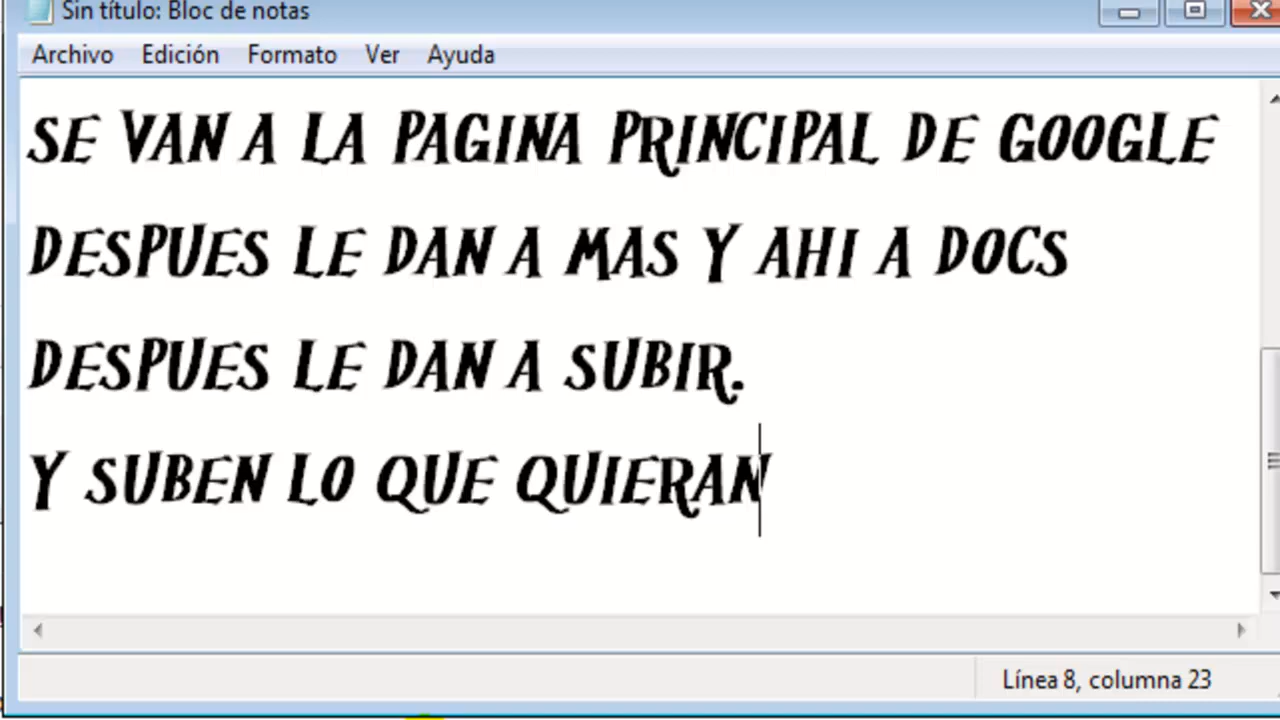 Sin título: Bloc de notas
Archivo Edición Formato Ver Ayuda
SE VAN A LA PAGINA PRINCIPAL DE GOOGLE
DESPUES LE DAN A MAS Y AHI A DOCS
DESPUES LE DAN A SUBIR.
Y SUBEN LO QUE QUIERAN
Línea 8, columna 23